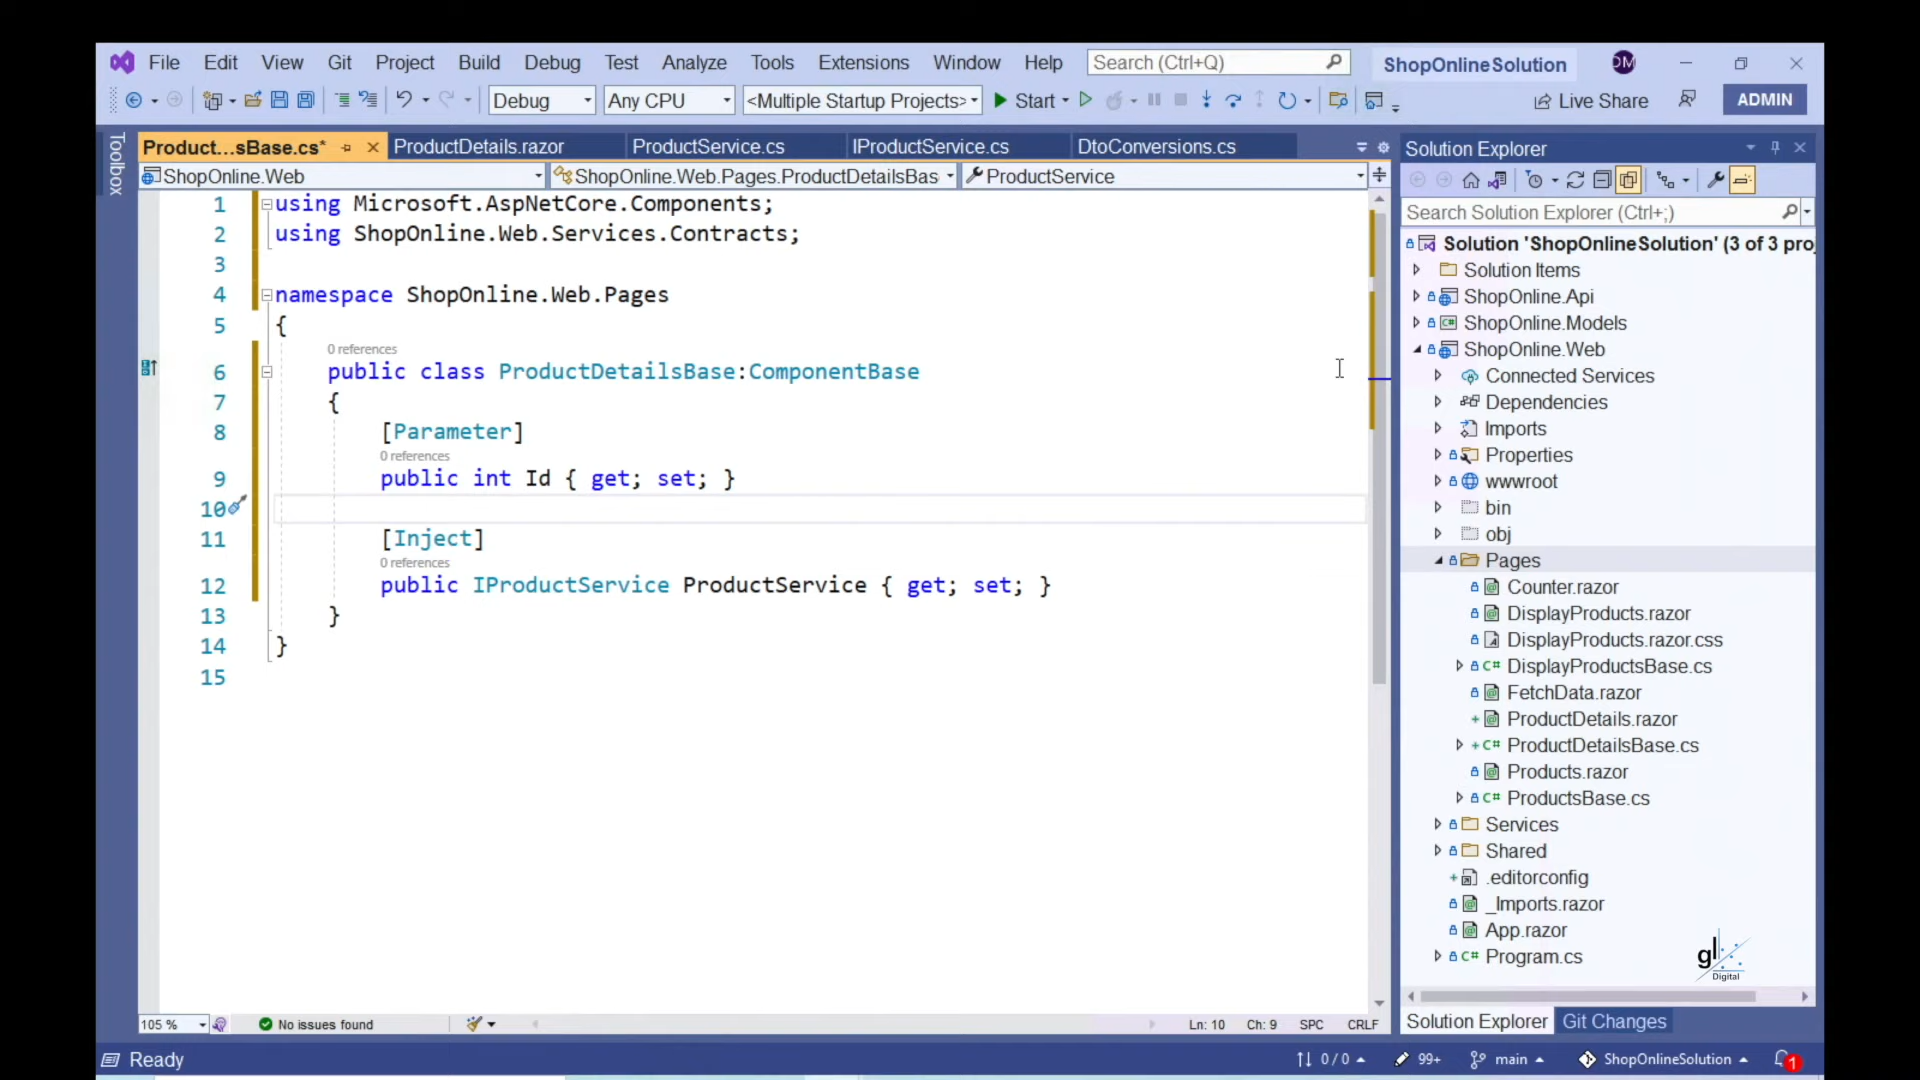 File Edit View Git Project Build Debug Test Analyze Tools Extensions Window Help Search (Ctrl+Q) ShopOnlineSolution DM
Debug Any CPU <Multiple Startup Projects> Start Live Share ADMIN
Toolbox
Product...sBase.cs* ProductDetails.razor ProductService.cs IProductService.cs DtoConversions.cs
ShopOnline.Web ShopOnline.Web.Pages.ProductDetailsBas ProductService
1 using Microsoft.AspNetCore.Components;
2 using ShopOnline.Web.Services.Contracts;
3
4 namespace ShopOnline.Web.Pages
5 {
0 references
6 public class ProductDetailsBase:ComponentBase
7 {
8 [Parameter]
0 references
9 public int Id { get; set; }
10
11 [Inject]
0 references
12 public IProductService ProductService { get; set; }
13 }
14 }
15
105 % No issues found Ln: 10 Ch: 9 SPC CRLF
Solution Explorer
Search Solution Explorer (Ctrl+;)
Solution 'ShopOnlineSolution' (3 of 3 proj
Solution Items
ShopOnline.Api
ShopOnline.Models
ShopOnline.Web
Connected Services
Dependencies
Imports
Properties
wwwroot
bin
obj
Pages
Counter.razor
DisplayProducts.razor
DisplayProducts.razor.css
DisplayProductsBase.cs
FetchData.razor
ProductDetails.razor
ProductDetailsBase.cs
Products.razor
ProductsBase.cs
Services
Shared
.editorconfig
_Imports.razor
App.razor
Program.cs
gl
Digital
Solution Explorer Git Changes
Ready 0 / 0 99+ main ShopOnlineSolution 1